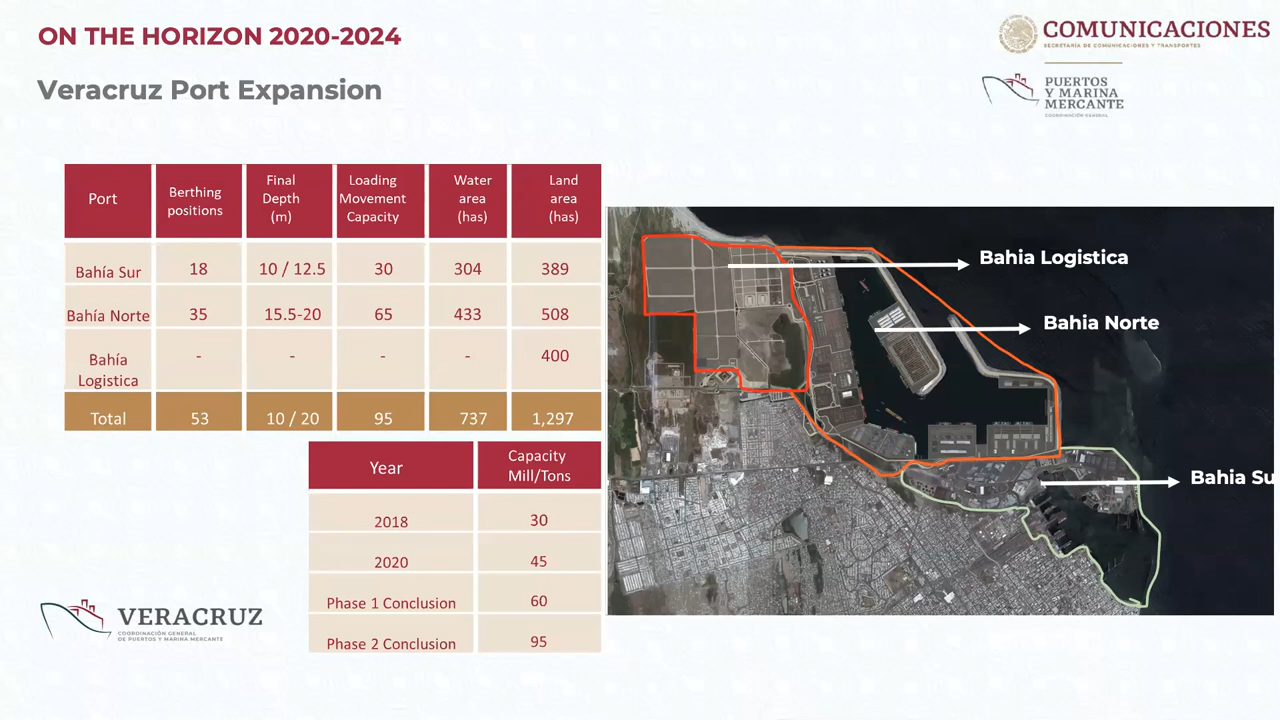 ON THE HORIZON 2020-2024
Veracruz Port Expansion
COMUNICACIONES
SECRETARÍA DE COMUNICACIONES Y TRANSPORTES
PUERTOS
Y MARINA
MERCANTE
COORDINACIÓN GENERAL
Port
Berthing
positions
Final
Depth
(m)
Loading
Movement
Capacity
Water
area
(has)
Land
area
(has)
Bahía Sur
18
10 / 12.5
30
304
389
Bahía Norte
35
15.5-20
65
433
508
Bahía
Logistica
-
-
-
-
400
Total
53
10 / 20
95
737
1,297
Year
Capacity
Mill/Tons
2018
30
2020
45
Phase 1 Conclusion
60
Phase 2 Conclusion
95
Bahia Logistica
Bahia Norte
Bahia Su
VERACRUZ
COORDINACIÓN GENERAL
DE PUERTOS Y MARINA MERCANTE